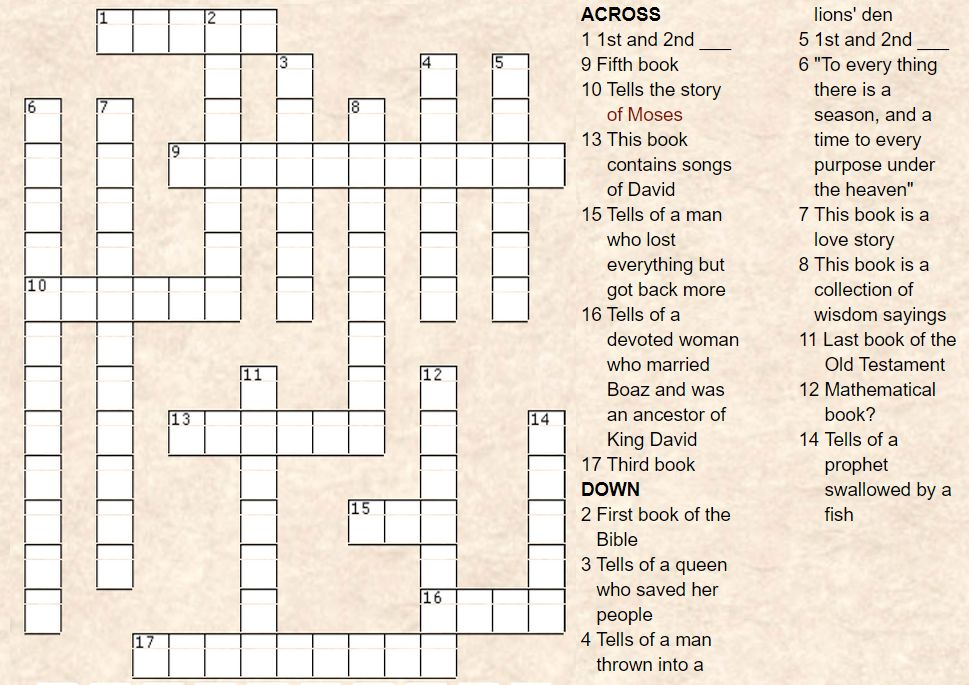 1
2
3
4
5
6
7
8
9
10
11
12
13
14
15
16
17
ACROSS
1 1st and 2nd ___
9 Fifth book
10 Tells the story
of Moses
13 This book
contains songs
of David
15 Tells of a man
who lost
everything but
got back more
16 Tells of a
devoted woman
who married
Boaz and was
an ancestor of
King David
17 Third book
DOWN
2 First book of the
Bible
3 Tells of a queen
who saved her
people
4 Tells of a man
thrown into a
lions' den
5 1st and 2nd ___
6 "To every thing
there is a
season, and a
time to every
purpose under
the heaven"
7 This book is a
love story
8 This book is a
collection of
wisdom sayings
11 Last book of the
Old Testament
12 Mathematical
book?
14 Tells of a
prophet
swallowed by a
fish